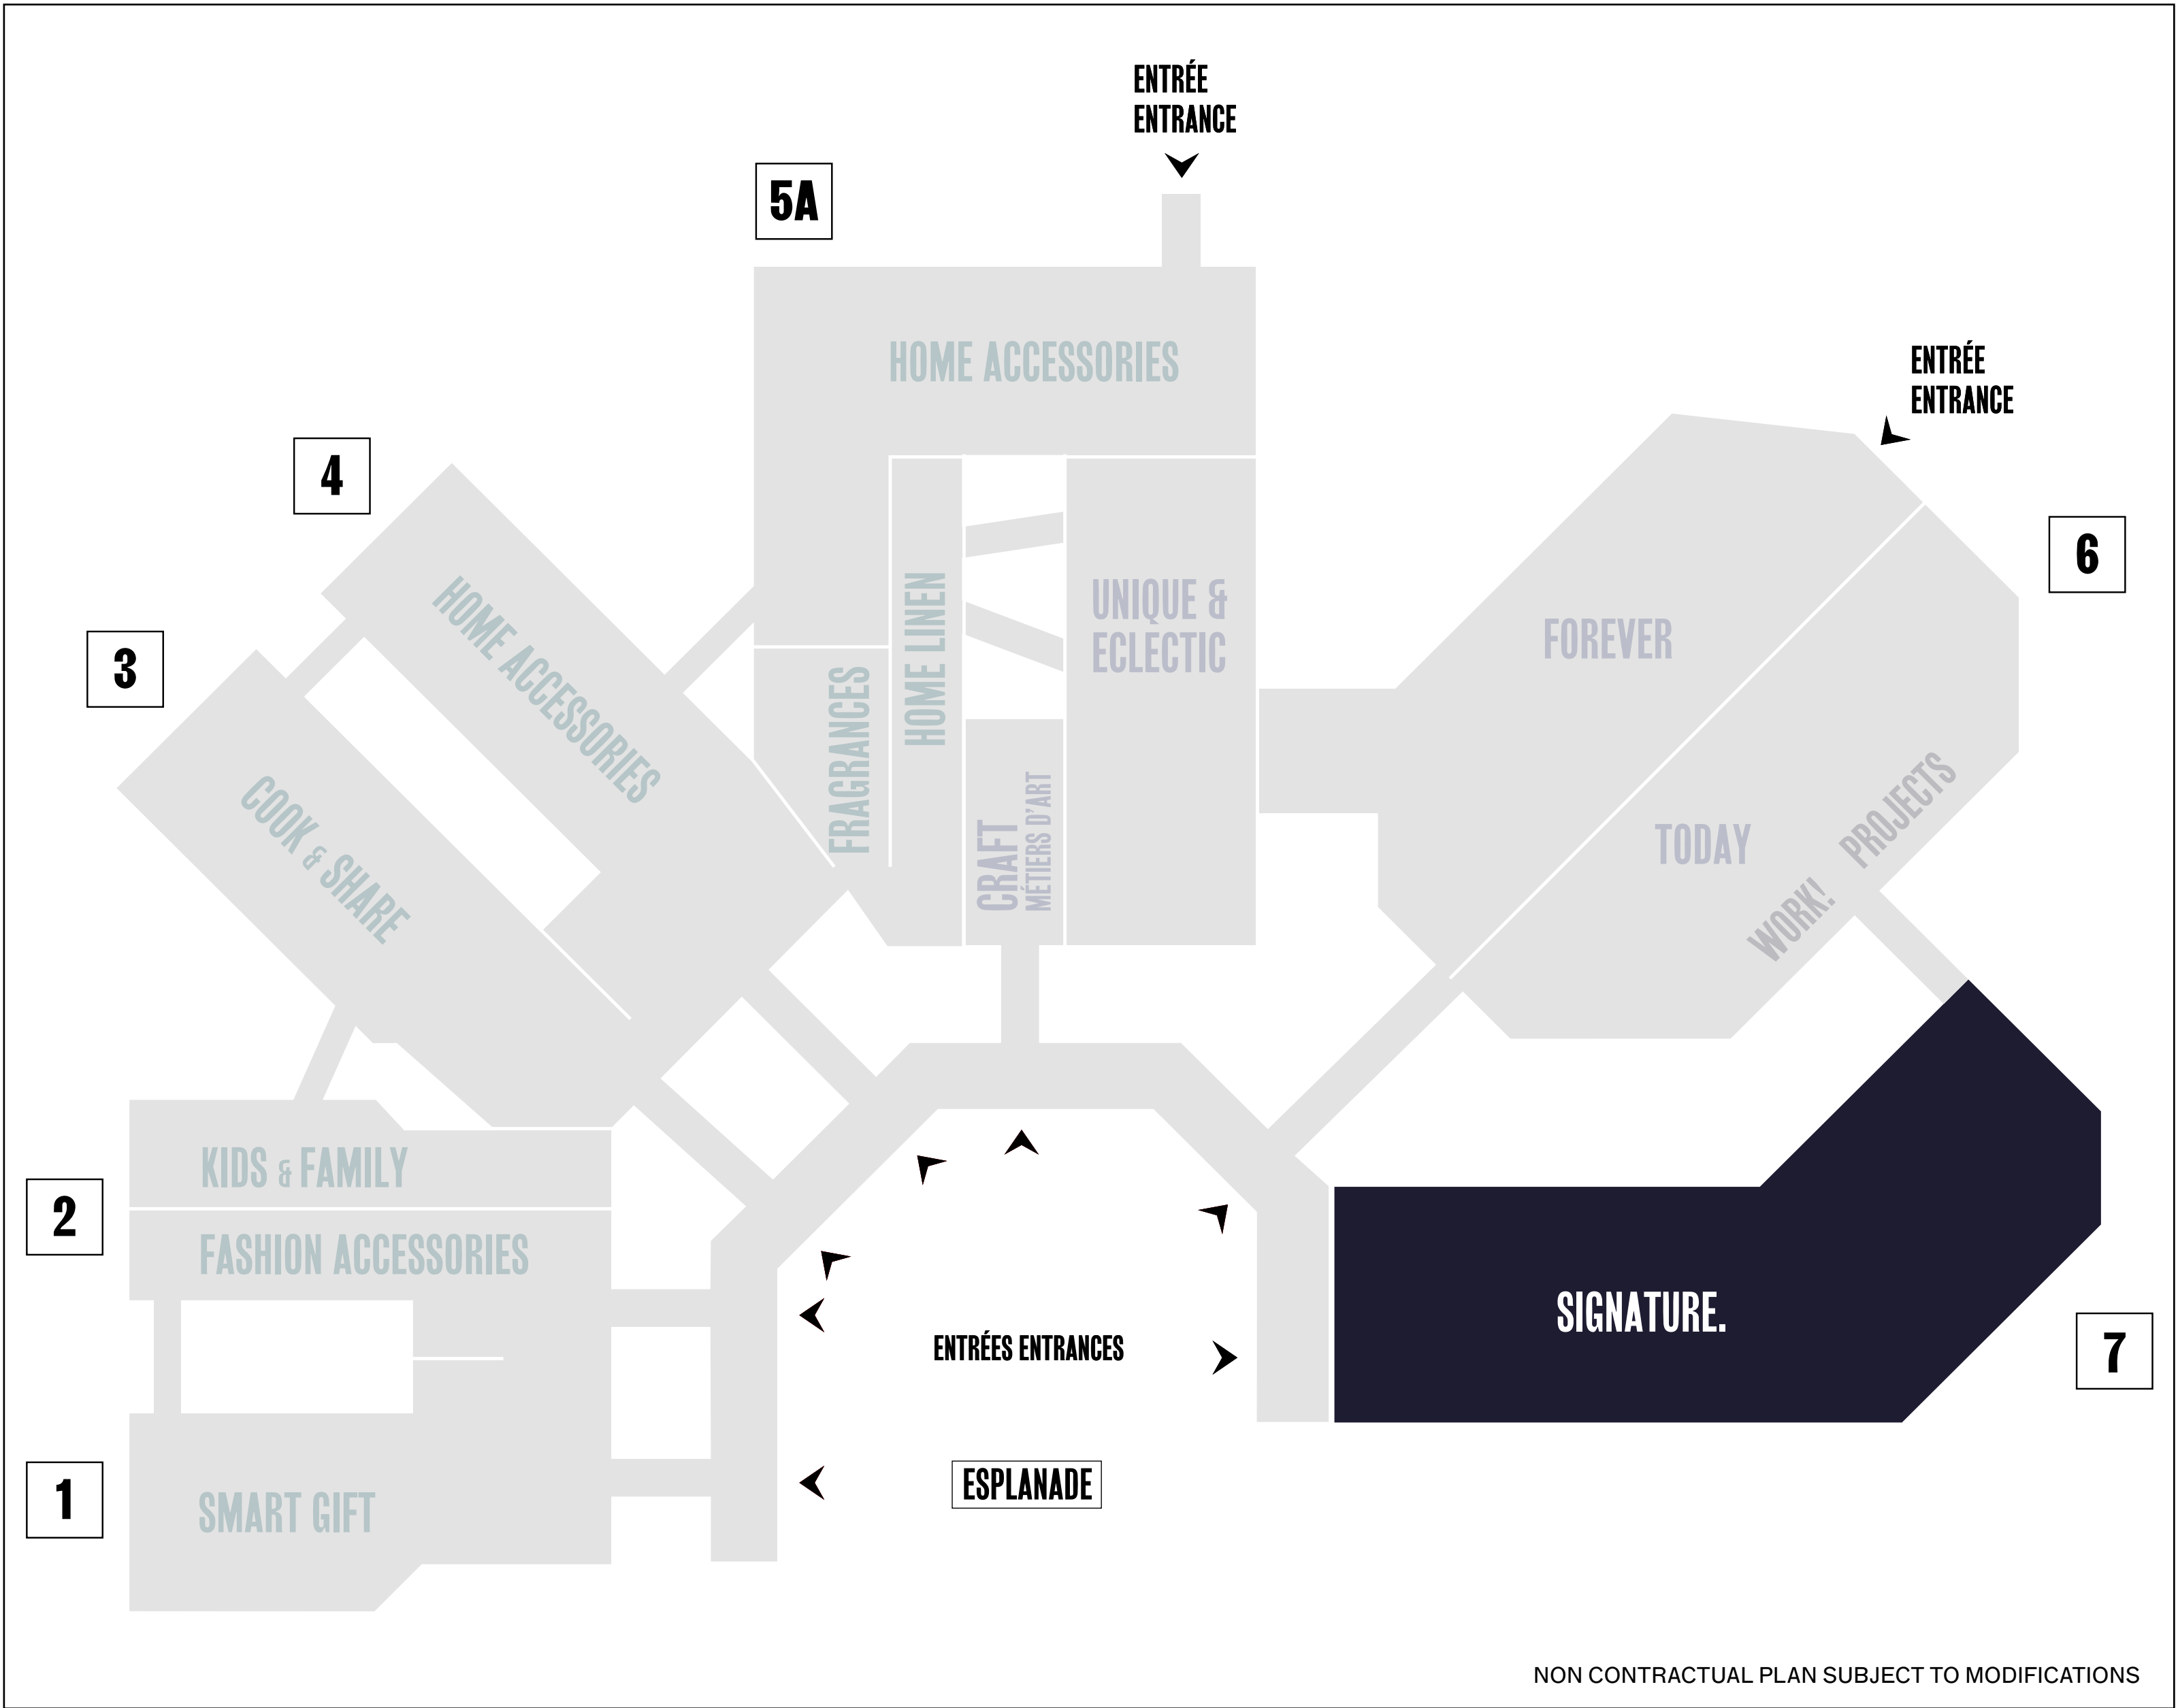 ENTRÉE
ENTRANCE
5A
HOME ACCESSORIES
ENTRÉE
ENTRANCE
4
6
HOME ACCESSORIES
HOME LINEN
UNIQUE &
ECLECTIC
FOREVER
3
FRAGRANCES
COOK & SHARE
CRAFT
MÉTIERS D'ART
TODAY
WORK! PROJECTS
KIDS & FAMILY
2
FASHION ACCESSORIES
ENTRÉES ENTRANCES
SIGNATURE.
7
1
SMART GIFT
ESPLANADE
NON CONTRACTUAL PLAN SUBJECT TO MODIFICATIONS